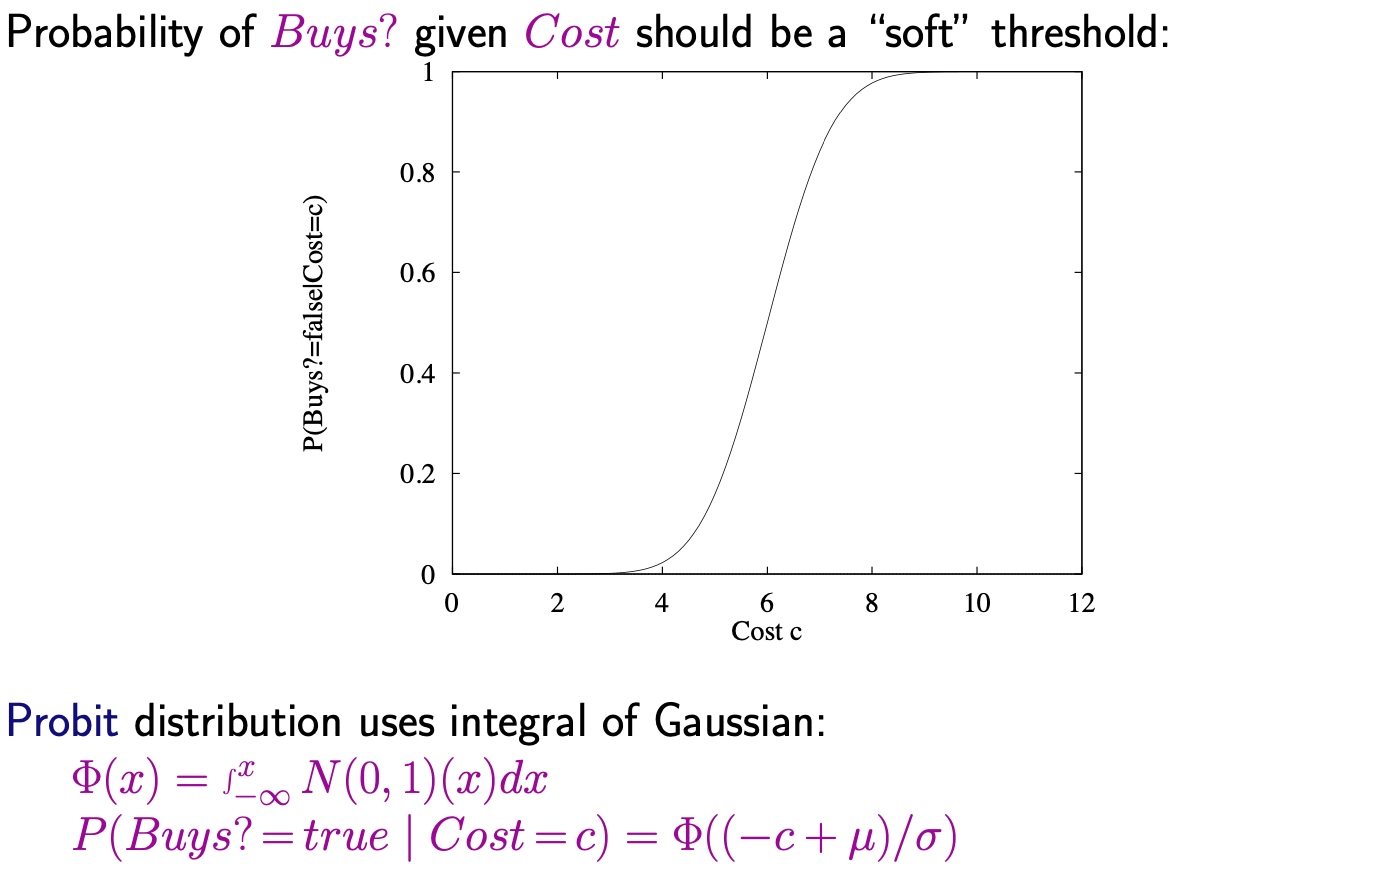 Probability of Buys? given Cost should be a “soft” threshold:
1
0.8
0.6
0.4
0.2
0
P(Buys?=false|Cost=c)
0 2 4 6 8 10 12
Cost c
Probit distribution uses integral of Gaussian:
Φ(x) = ∫_{−∞}^{x} N(0, 1)(x)dx
P(Buys? = true | Cost = c) = Φ((−c + μ)/σ)